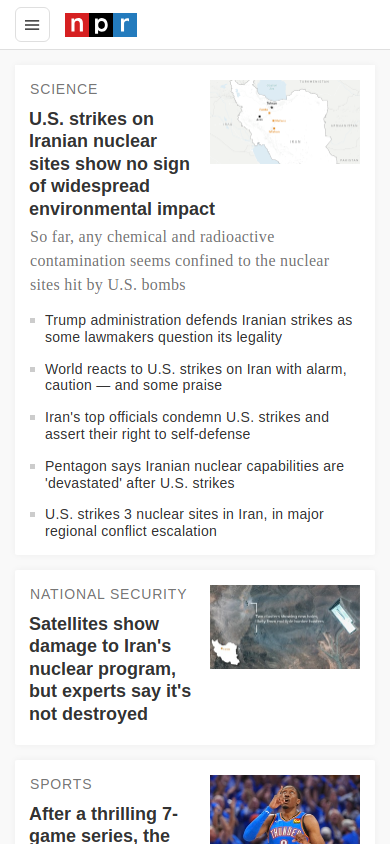 npr
SCIENCE
U.S. strikes on
Iranian nuclear
sites show no sign
of widespread
environmental impact
So far, any chemical and radioactive
contamination seems confined to the nuclear
sites hit by U.S. bombs
Trump administration defends Iranian strikes as
some lawmakers question its legality
World reacts to U.S. strikes on Iran with alarm,
caution — and some praise
Iran's top officials condemn U.S. strikes and
assert their right to self-defense
Pentagon says Iranian nuclear capabilities are
'devastated' after U.S. strikes
U.S. strikes 3 nuclear sites in Iran, in major
regional conflict escalation
NATIONAL SECURITY
Satellites show
damage to Iran's
nuclear program,
but experts say it's
not destroyed
SPORTS
After a thrilling 7-
game series, the
THUNDER